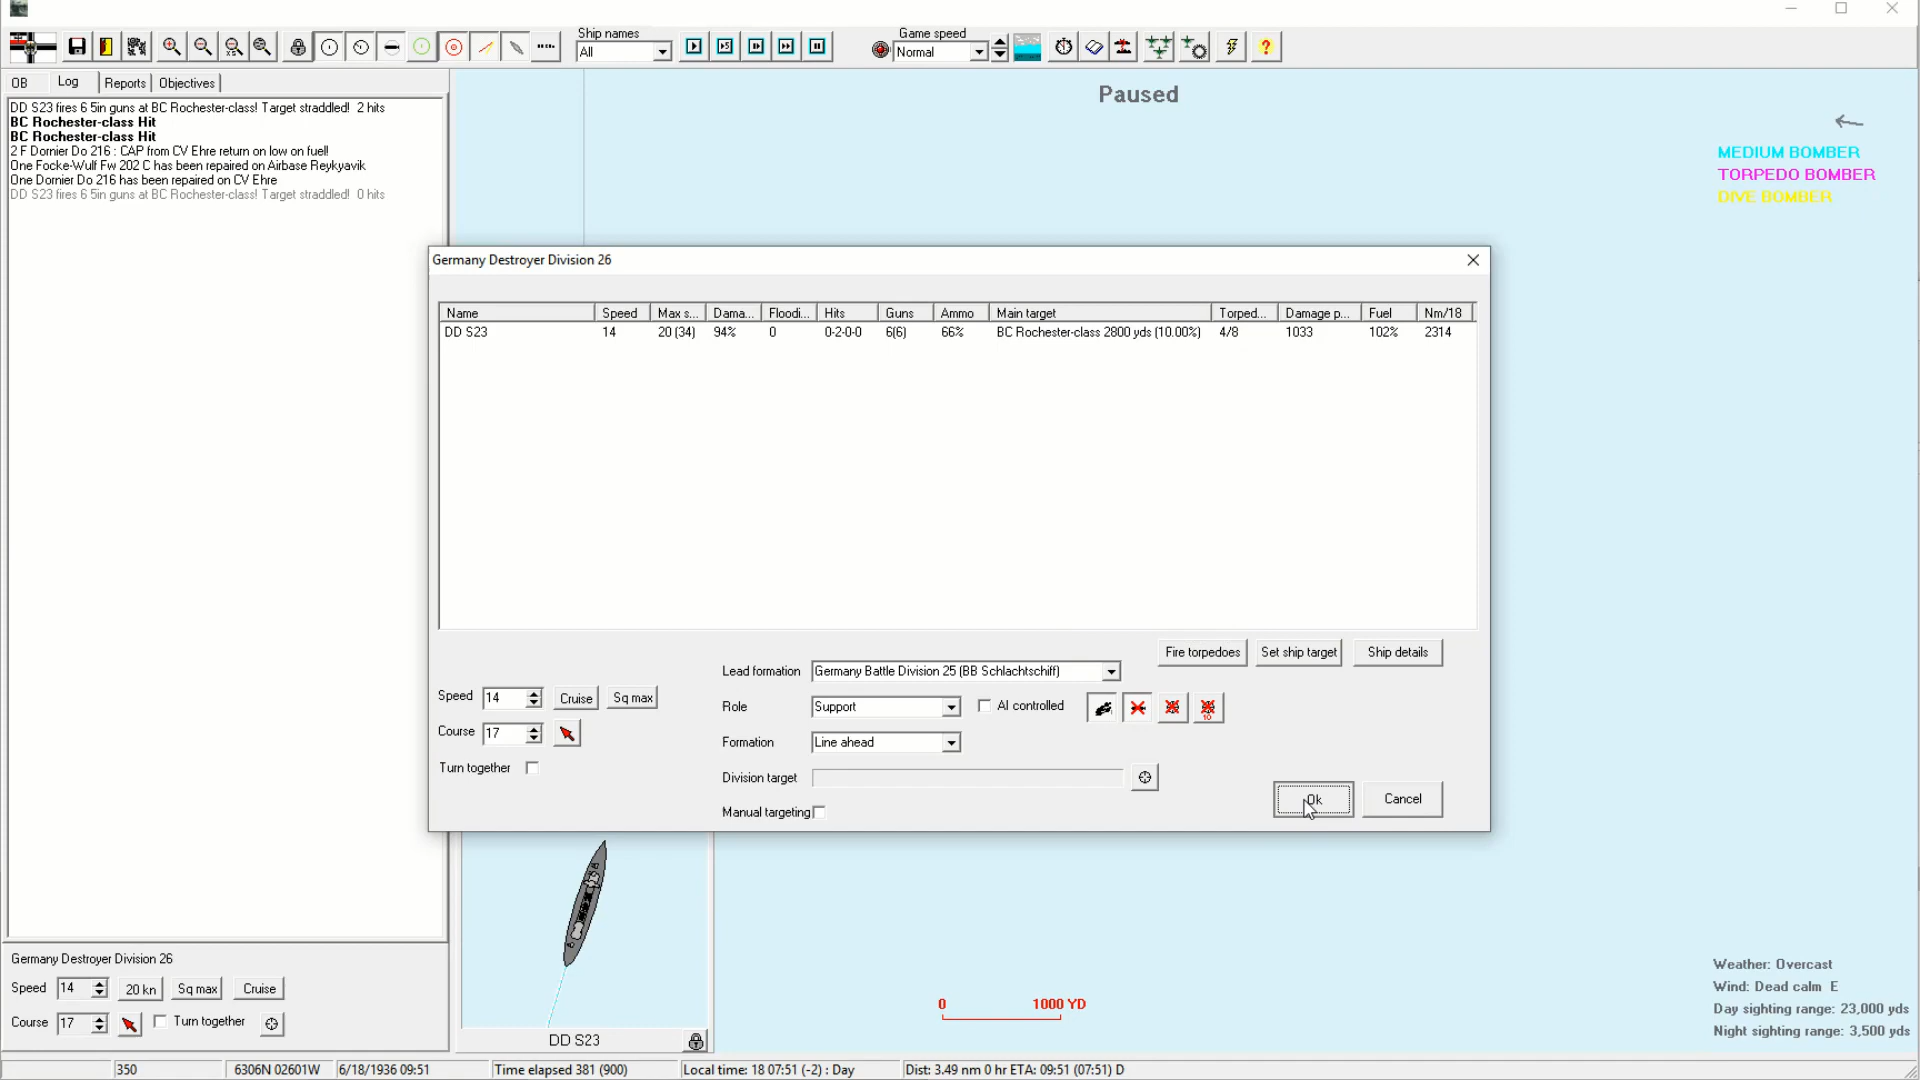 Ship names
All
Game speed
Normal
OB Log Reports Objectives
DD S23 fires 6 5in guns at BC Rochester-class! Target straddled! 2 hits
BC Rochester-class Hit
BC Rochester-class Hit
2 F Dornier Do 216 : CAP from CV Ehre return on low on fuel!
One Focke-Wulf Fw 202 C has been repaired on Airbase Reykyavik
One Dornier Do 216 has been repaired on CV Ehre
DD S23 fires 6 5in guns at BC Rochester-class! Target straddled! 0 hits
Paused
MEDIUM BOMBER
TORPEDO BOMBER
DIVE BOMBER
Germany Destroyer Division 26
Name Speed Max s... Dama... Floodi... Hits Guns Ammo Main target Torped... Damage p... Fuel Nm/18
DD S23 14 20 (34) 94% 0 0-2-0-0 6(6) 66% BC Rochester-class 2800 yds (10.00%) 4/8 1033 102% 2314
Fire torpedoes Set ship target Ship details
Lead formation Germany Battle Division 25 (BB Schlachtschiff)
Speed 14 Cruise Sq max
Role Support AI controlled
10
Course 17
Formation Line ahead
Turn together
Division target
Manual targeting
Ok Cancel
Germany Destroyer Division 26
Speed 14 20 kn Sq max Cruise
Course 17 Turn together
DD S23
0 1000 YD
Weather: Overcast
Wind: Dead calm E
Day sighting range: 23,000 yds
Night sighting range: 3,500 yds
350 6306N 02601W 6/18/1936 09:51 Time elapsed 381 (900) Local time: 18 07:51 (-2) : Day Dist: 3.49 nm 0 hr ETA: 09:51 (07:51) D